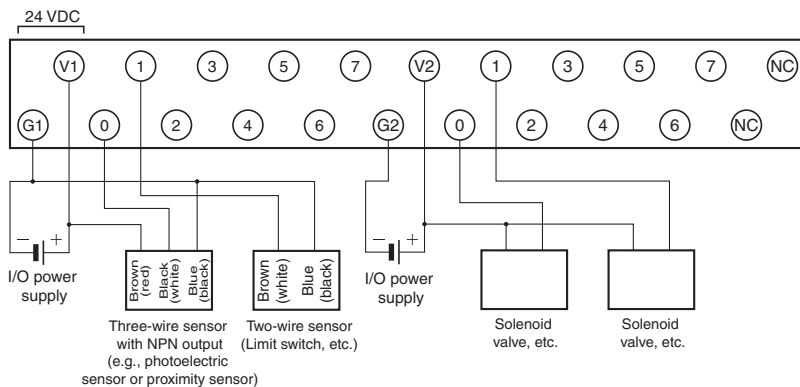 24 VDC
V1 1 3 5 7 V2 1 3 5 7 NC
G1 0 2 4 6 G2 0 2 4 6 NC
− +
I/O power
supply
Brown
(red)
Black
(white)
Blue
(black)
Three-wire sensor
with NPN output
(e.g., photoelectric
sensor or proximity sensor)
Brown
(white)
Blue
(black)
Two-wire sensor
(Limit switch, etc.)
− +
I/O power
supply
Solenoid
valve, etc.
Solenoid
valve, etc.